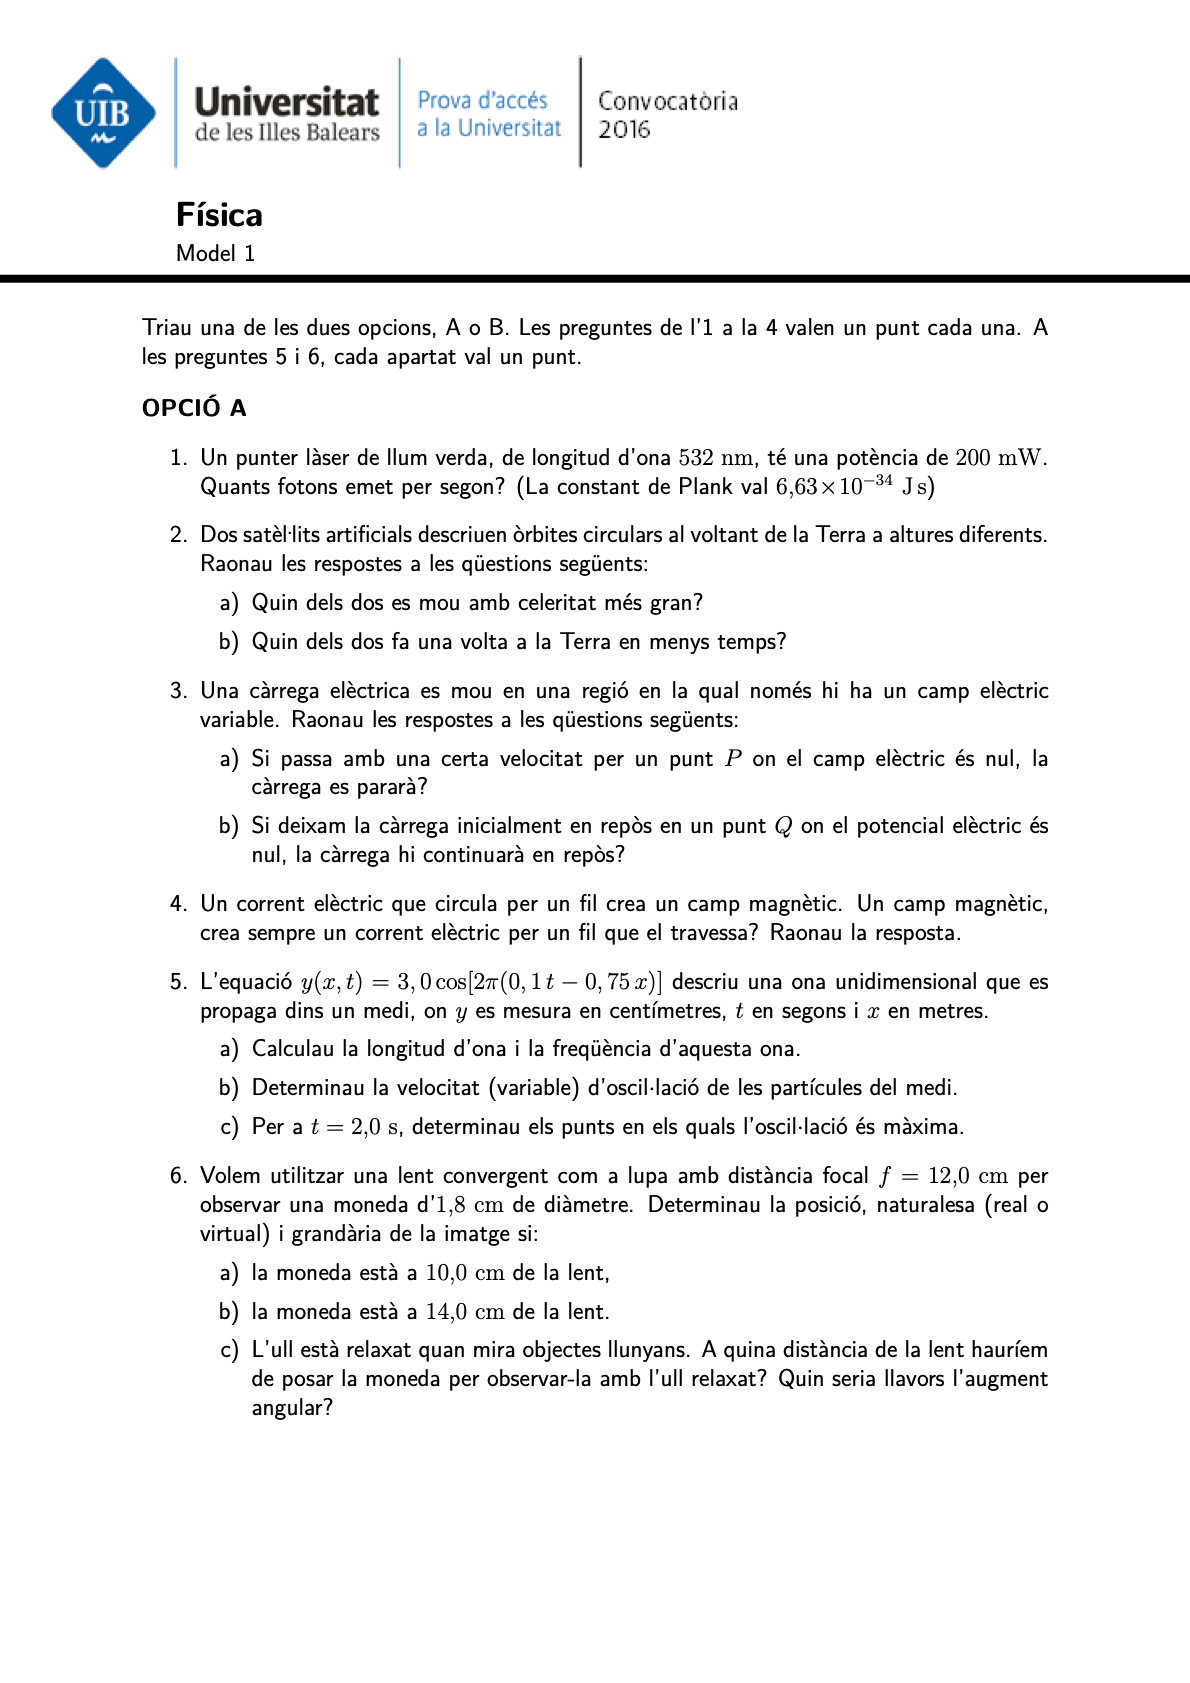 UIB
Universitat
de les Illes Balears
Prova d'accés
a la Universitat
Convocatòria
2016
Física
Model 1
Triau una de les dues opcions, A o B. Les preguntes de l'1 a la 4 valen un punt cada una. A
les preguntes 5 i 6, cada apartat val un punt.
OPCIÓ A
1. Un punter làser de llum verda, de longitud d'ona 532 nm, té una potència de 200 mW.
Quants fotons emet per segon? (La constant de Plank val 6,63×10⁻³⁴ J s)
2. Dos satèl·lits artificials descriuen òrbites circulars al voltant de la Terra a altures diferents.
Raonau les respostes a les qüestions següents:
a) Quin dels dos es mou amb celeritat més gran?
b) Quin dels dos fa una volta a la Terra en menys temps?
3. Una càrrega elèctrica es mou en una regió en la qual només hi ha un camp elèctric
variable. Raonau les respostes a les qüestions següents:
a) Si passa amb una certa velocitat per un punt P on el camp elèctric és nul, la
càrrega es pararà?
b) Si deixam la càrrega inicialment en repòs en un punt Q on el potencial elèctric és
nul, la càrrega hi continuarà en repòs?
4. Un corrent elèctric que circula per un fil crea un camp magnètic. Un camp magnètic,
crea sempre un corrent elèctric per un fil que el travessa? Raonau la resposta.
5. L'equació y(x, t) = 3, 0 cos[2π(0, 1 t − 0, 75 x)] descriu una ona unidimensional que es
propaga dins un medi, on y es mesura en centímetres, t en segons i x en metres.
a) Calculau la longitud d'ona i la freqüència d'aquesta ona.
b) Determinau la velocitat (variable) d'oscil·lació de les partícules del medi.
c) Per a t = 2,0 s, determinau els punts en els quals l'oscil·lació és màxima.
6. Volem utilitzar una lent convergent com a lupa amb distància focal f = 12,0 cm per
observar una moneda d'1,8 cm de diàmetre. Determinau la posició, naturalesa (real o
virtual) i grandària de la imatge si:
a) la moneda està a 10,0 cm de la lent,
b) la moneda està a 14,0 cm de la lent.
c) L'ull està relaxat quan mira objectes llunyans. A quina distància de la lent hauríem
de posar la moneda per observar-la amb l'ull relaxat? Quin seria llavors l'augment
angular?